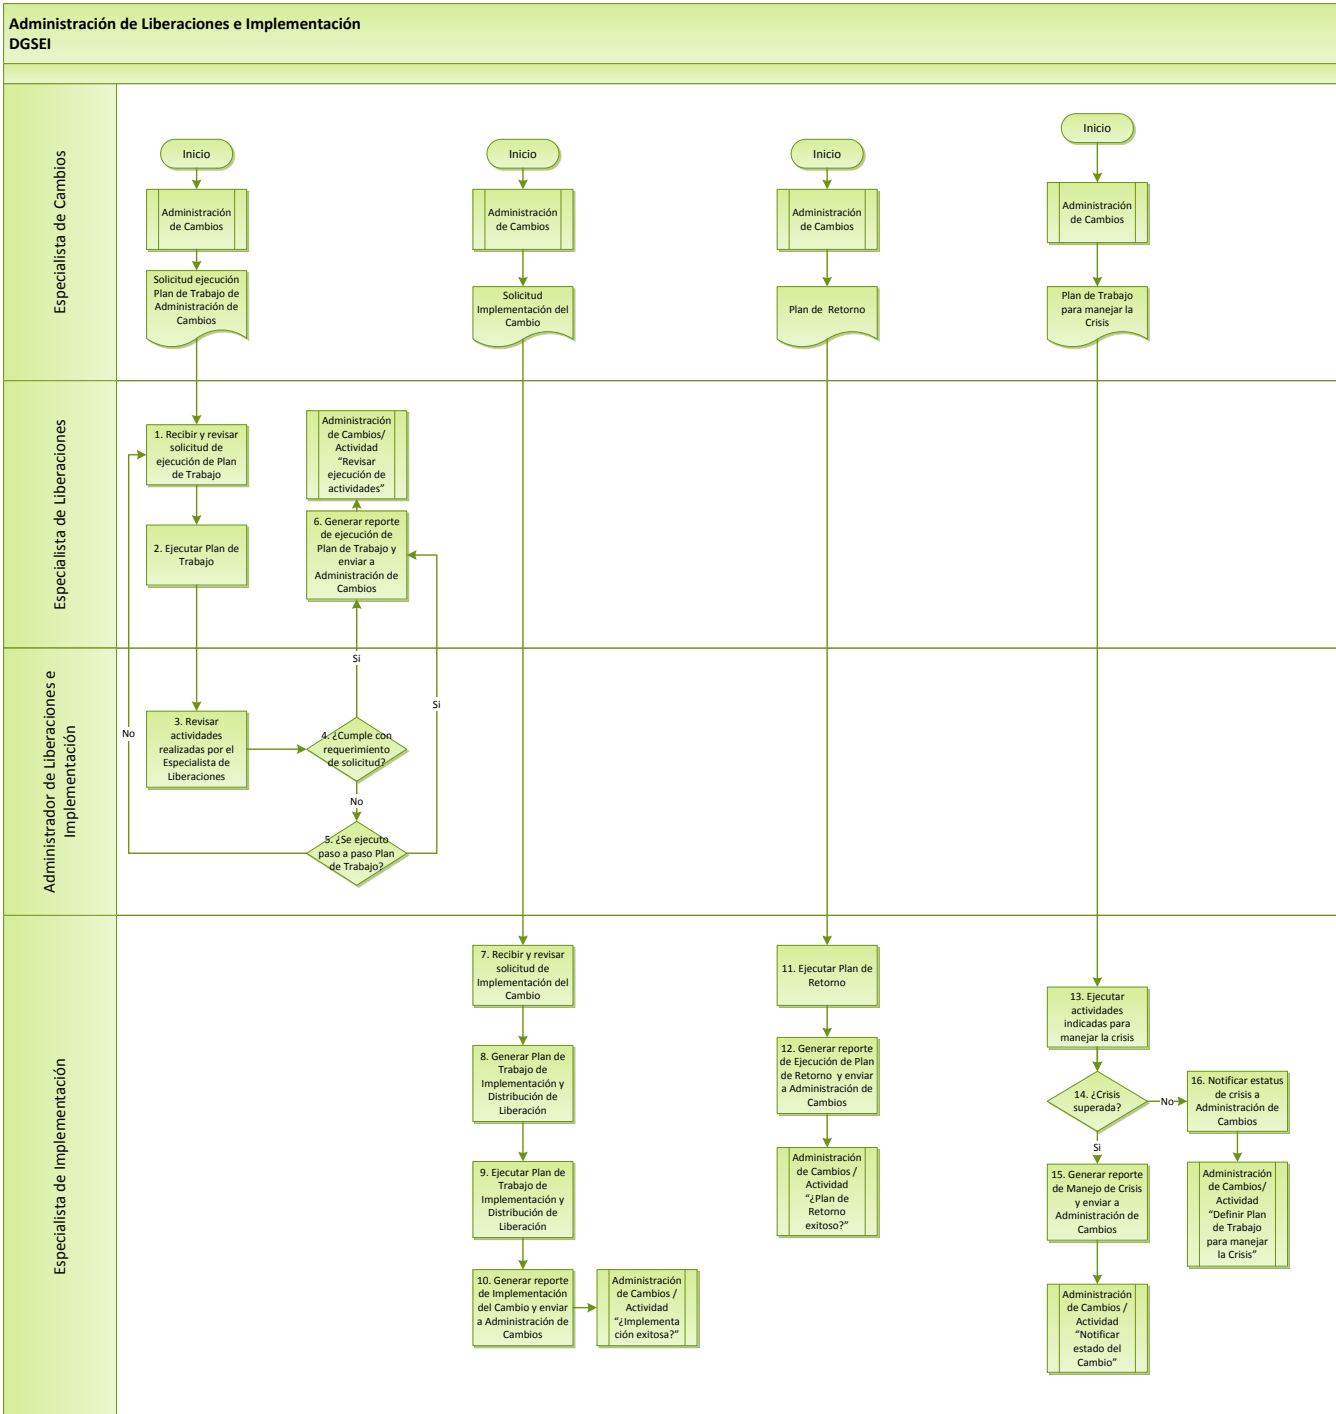 Administración de Liberaciones e Implementación
DGSEI
Especialista de Cambios
Inicio
Administración
de Cambios
Solicitud ejecución
Plan de Trabajo de
Administración de
Cambios
Inicio
Administración
de Cambios
Solicitud
Implementación del
Cambio
Inicio
Administración
de Cambios
Plan de Retorno
Inicio
Administración
de Cambios
Plan de Trabajo
para manejar la
Crisis
Especialista de Liberaciones
1. Recibir y revisar
solicitud de
ejecución de Plan
de Trabajo
2. Ejecutar Plan de
Trabajo
Administración
de Cambios/
Actividad
“Revisar
ejecución de
actividades”
6. Generar reporte
de ejecución de
Plan de Trabajo y
enviar a
Administración de
Cambios
Administrador de Liberaciones e
Implementación
Si
Si
No
3. Revisar
actividades
realizadas por el
Especialista de
Liberaciones
4. ¿Cumple con
requerimiento
de solicitud?
No
5. ¿Se ejecuto
paso a paso Plan
de Trabajo?
Especialista de Implementación
7. Recibir y revisar
solicitud de
Implementación del
Cambio
8. Generar Plan de
Trabajo de
Implementación y
Distribución de
Liberación
9. Ejecutar Plan de
Trabajo de
Implementación y
Distribución de
Liberación
10. Generar reporte
de Implementación
del Cambio y enviar
a Administración de
Cambios
Administración
de Cambios /
Actividad
“¿Implementa
ción exitosa?”
11. Ejecutar Plan de
Retorno
12. Generar reporte
de Ejecución de Plan
de Retorno y enviar
a Administración de
Cambios
Administración
de Cambios /
Actividad
“¿Plan de
Retorno
exitoso?”
13. Ejecutar
actividades
indicadas para
manejar la crisis
14. ¿Crisis
superada?
No
16. Notificar estatus
de crisis a
Administración de
Cambios
Si
15. Generar reporte
de Manejo de Crisis
y enviar a
Administración de
Cambios
Administración
de Cambios/
Actividad
“Definir Plan
de Trabajo
para manejar
la Crisis”
Administración
de Cambios /
Actividad
“Notificar
estado del
Cambio”